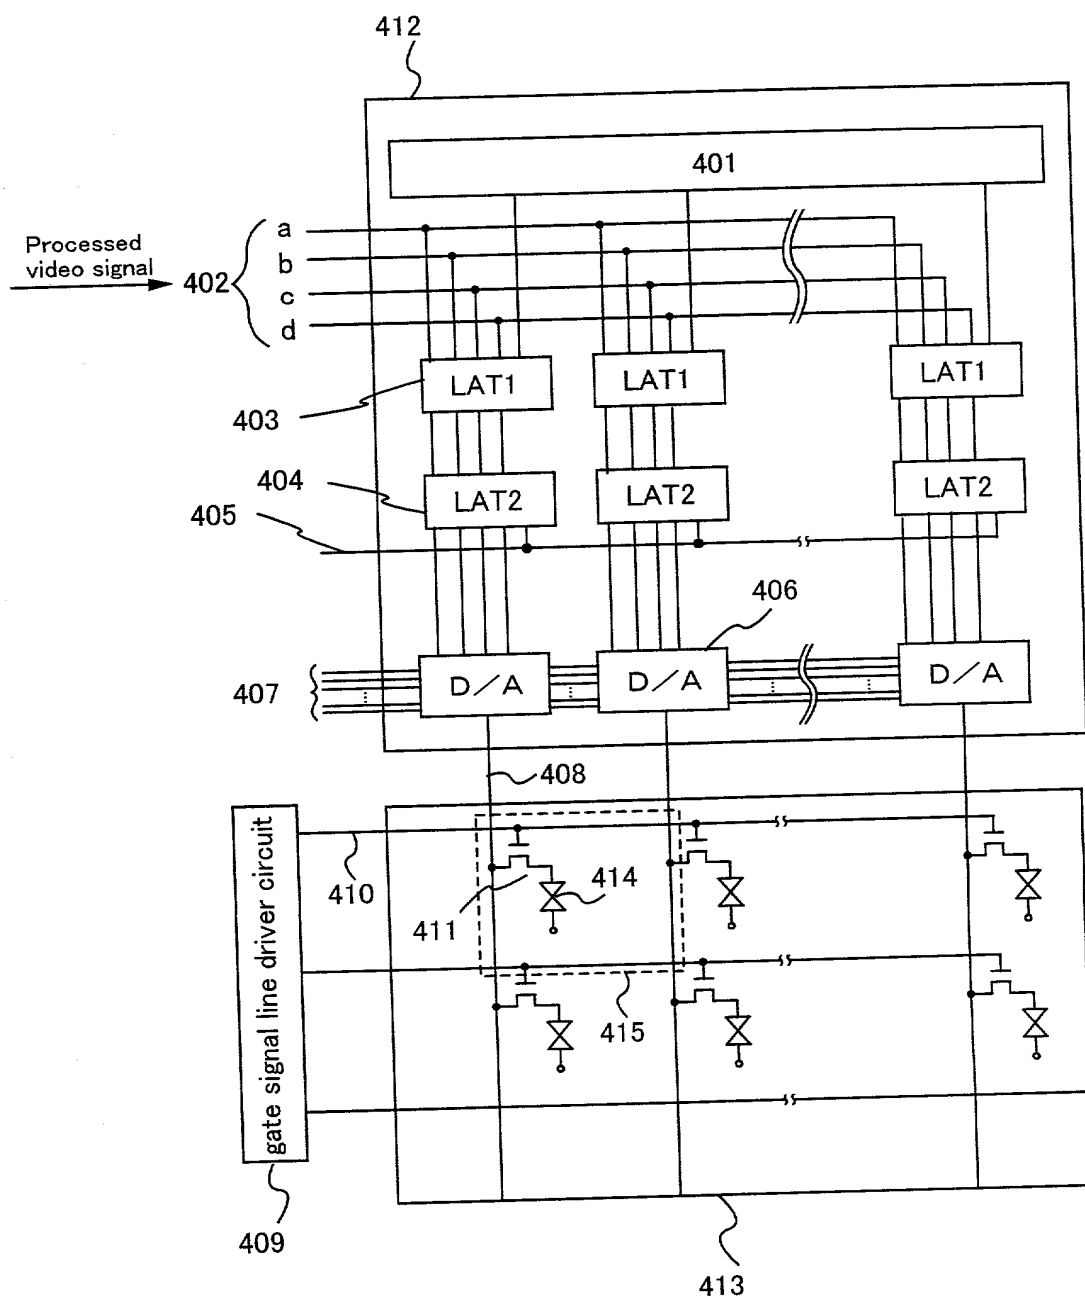 412
401
Processed
video signal
402
a
b
c
d
LAT1
LAT1
LAT1
403
404
LAT2
LAT2
LAT2
405
406
407
D/A
D/A
D/A
408
gate signal line driver circuit
410
411
414
415
409
413